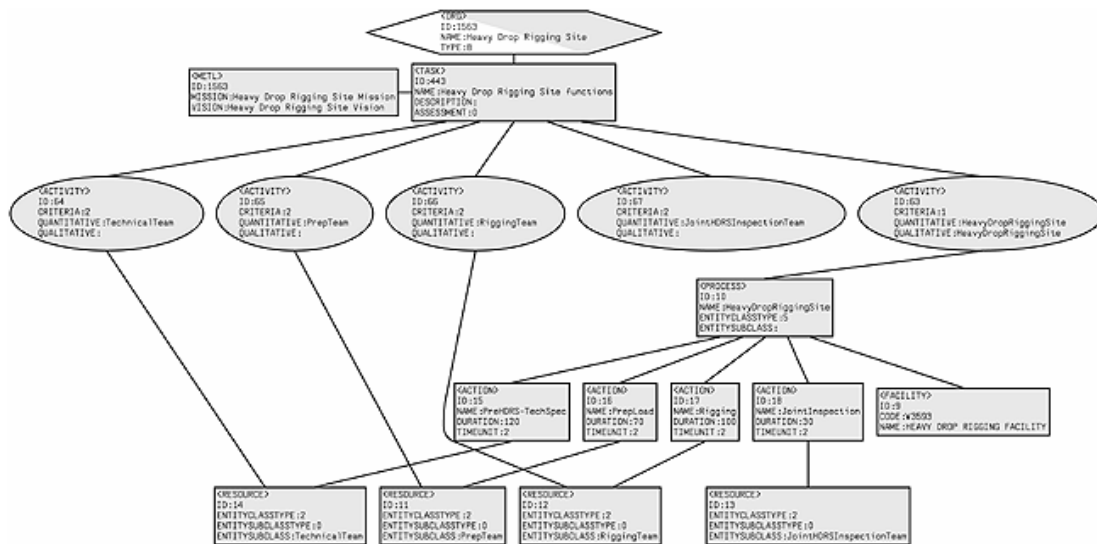 <ORG>
ID:1563
NAME:Heavy Drop Rigging Site
TYPE:8
<METL>
ID:1563
MISSION:Heavy Drop Rigging Site Mission
VISION:Heavy Drop Rigging Site Vision
<TASK>
ID:443
NAME:Heavy Drop Rigging Site functions
DESCRIPTION:
ASSESSMENT:0
<ACTIVITY>
ID:64
CRITERIA:2
QUANTITATIVE:TechnicalTeam
QUALITATIVE:
<ACTIVITY>
ID:65
CRITERIA:2
QUANTITATIVE:PrepTeam
QUALITATIVE:
<ACTIVITY>
ID:66
CRITERIA:2
QUANTITATIVE:RiggingTeam
QUALITATIVE:
<ACTIVITY>
ID:67
CRITERIA:2
QUANTITATIVE:JointHDRSInspectionTeam
QUALITATIVE:
<ACTIVITY>
ID:63
CRITERIA:1
QUANTITATIVE:HeavyDropRiggingSite
QUALITATIVE:HeavyDropRiggingSite
<PROCESS>
ID:10
NAME:HeavyDropRiggingSite
ENTITYCLASSTYPE:5
ENTITYSUBCLASS:
<ACTION>
ID:15
NAME:PreHDRS-TechSpec
DURATION:120
TIMEUNIT:2
<ACTION>
ID:16
NAME:PrepLoad
DURATION:70
TIMEUNIT:2
<ACTION>
ID:17
NAME:Rigging
DURATION:100
TIMEUNIT:2
<ACTION>
ID:18
NAME:JointInspection
DURATION:30
TIMEUNIT:2
<FACILITY>
ID:9
CODE:W3593
NAME:HEAVY DROP RIGGING FACILITY
<RESOURCE>
ID:14
ENTITYCLASSTYPE:2
ENTITYSUBCLASSTYPE:0
ENTITYSUBCLASS:TechnicalTeam
<RESOURCE>
ID:11
ENTITYCLASSTYPE:2
ENTITYSUBCLASSTYPE:0
ENTITYSUBCLASS:PrepTeam
<RESOURCE>
ID:12
ENTITYCLASSTYPE:2
ENTITYSUBCLASSTYPE:0
ENTITYSUBCLASS:RiggingTeam
<RESOURCE>
ID:13
ENTITYCLASSTYPE:2
ENTITYSUBCLASSTYPE:0
ENTITYSUBCLASS:JointHDRSInspectionTeam